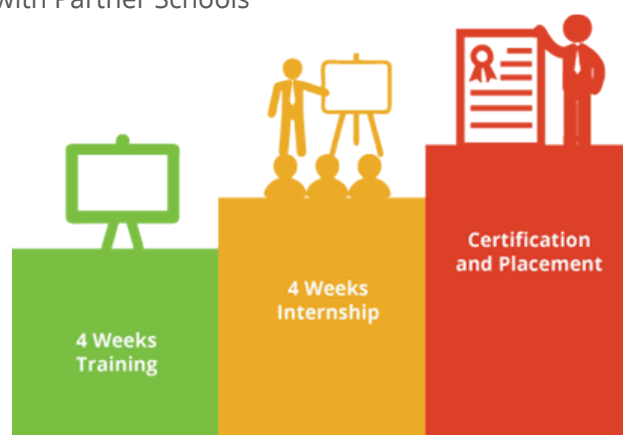 with Partner Schools
Certification
and Placement
4 Weeks
Internship
4 Weeks
Training